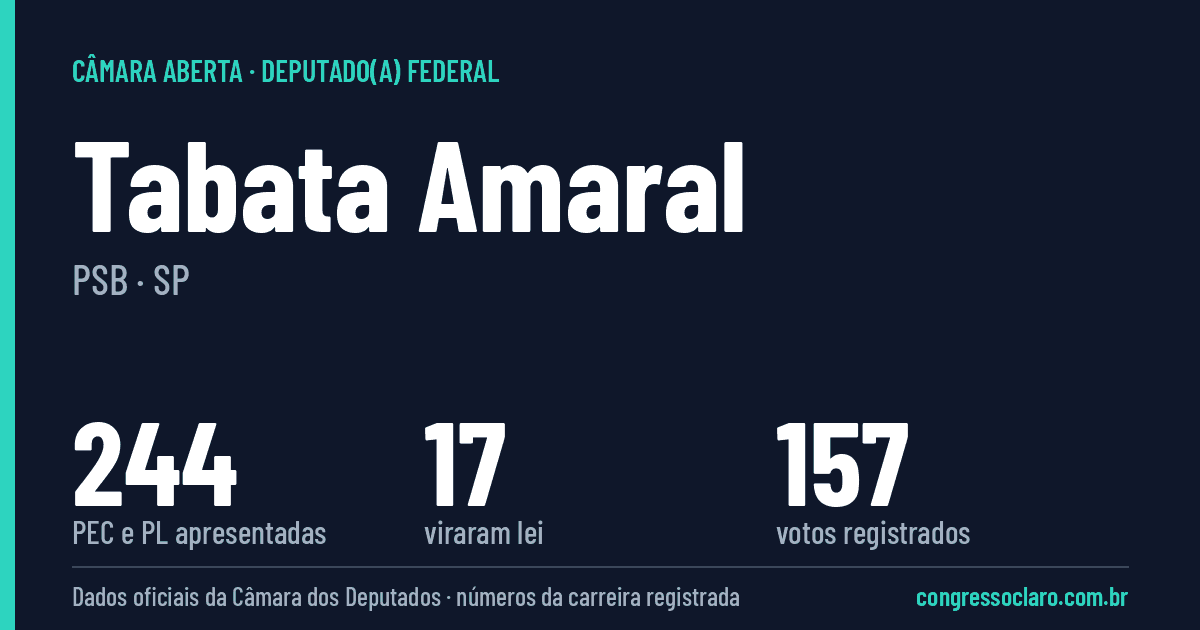 CÂMARA ABERTA · DEPUTADO(A) FEDERAL
Tabata Amaral
PSB · SP
244 17 157
PEC e PL apresentadas viraram lei votos registrados
Dados oficiais da Câmara dos Deputados · números da carreira registrada congressoclaro.com.br